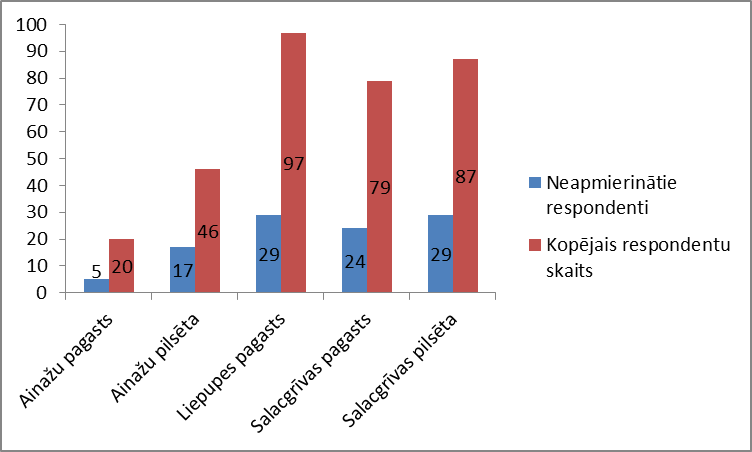 100
90
80
70
60
50
40
30
20
10
0
5
20
17
46
29
97
24
79
29
87
Ainažu pagasts
Ainažu pilsēta
Liepupes pagasts
Salacgrīvas pagasts
Salacgrīvas pilsēta
Neapmierinātie
respondenti
Kopējais respondentu
skaits